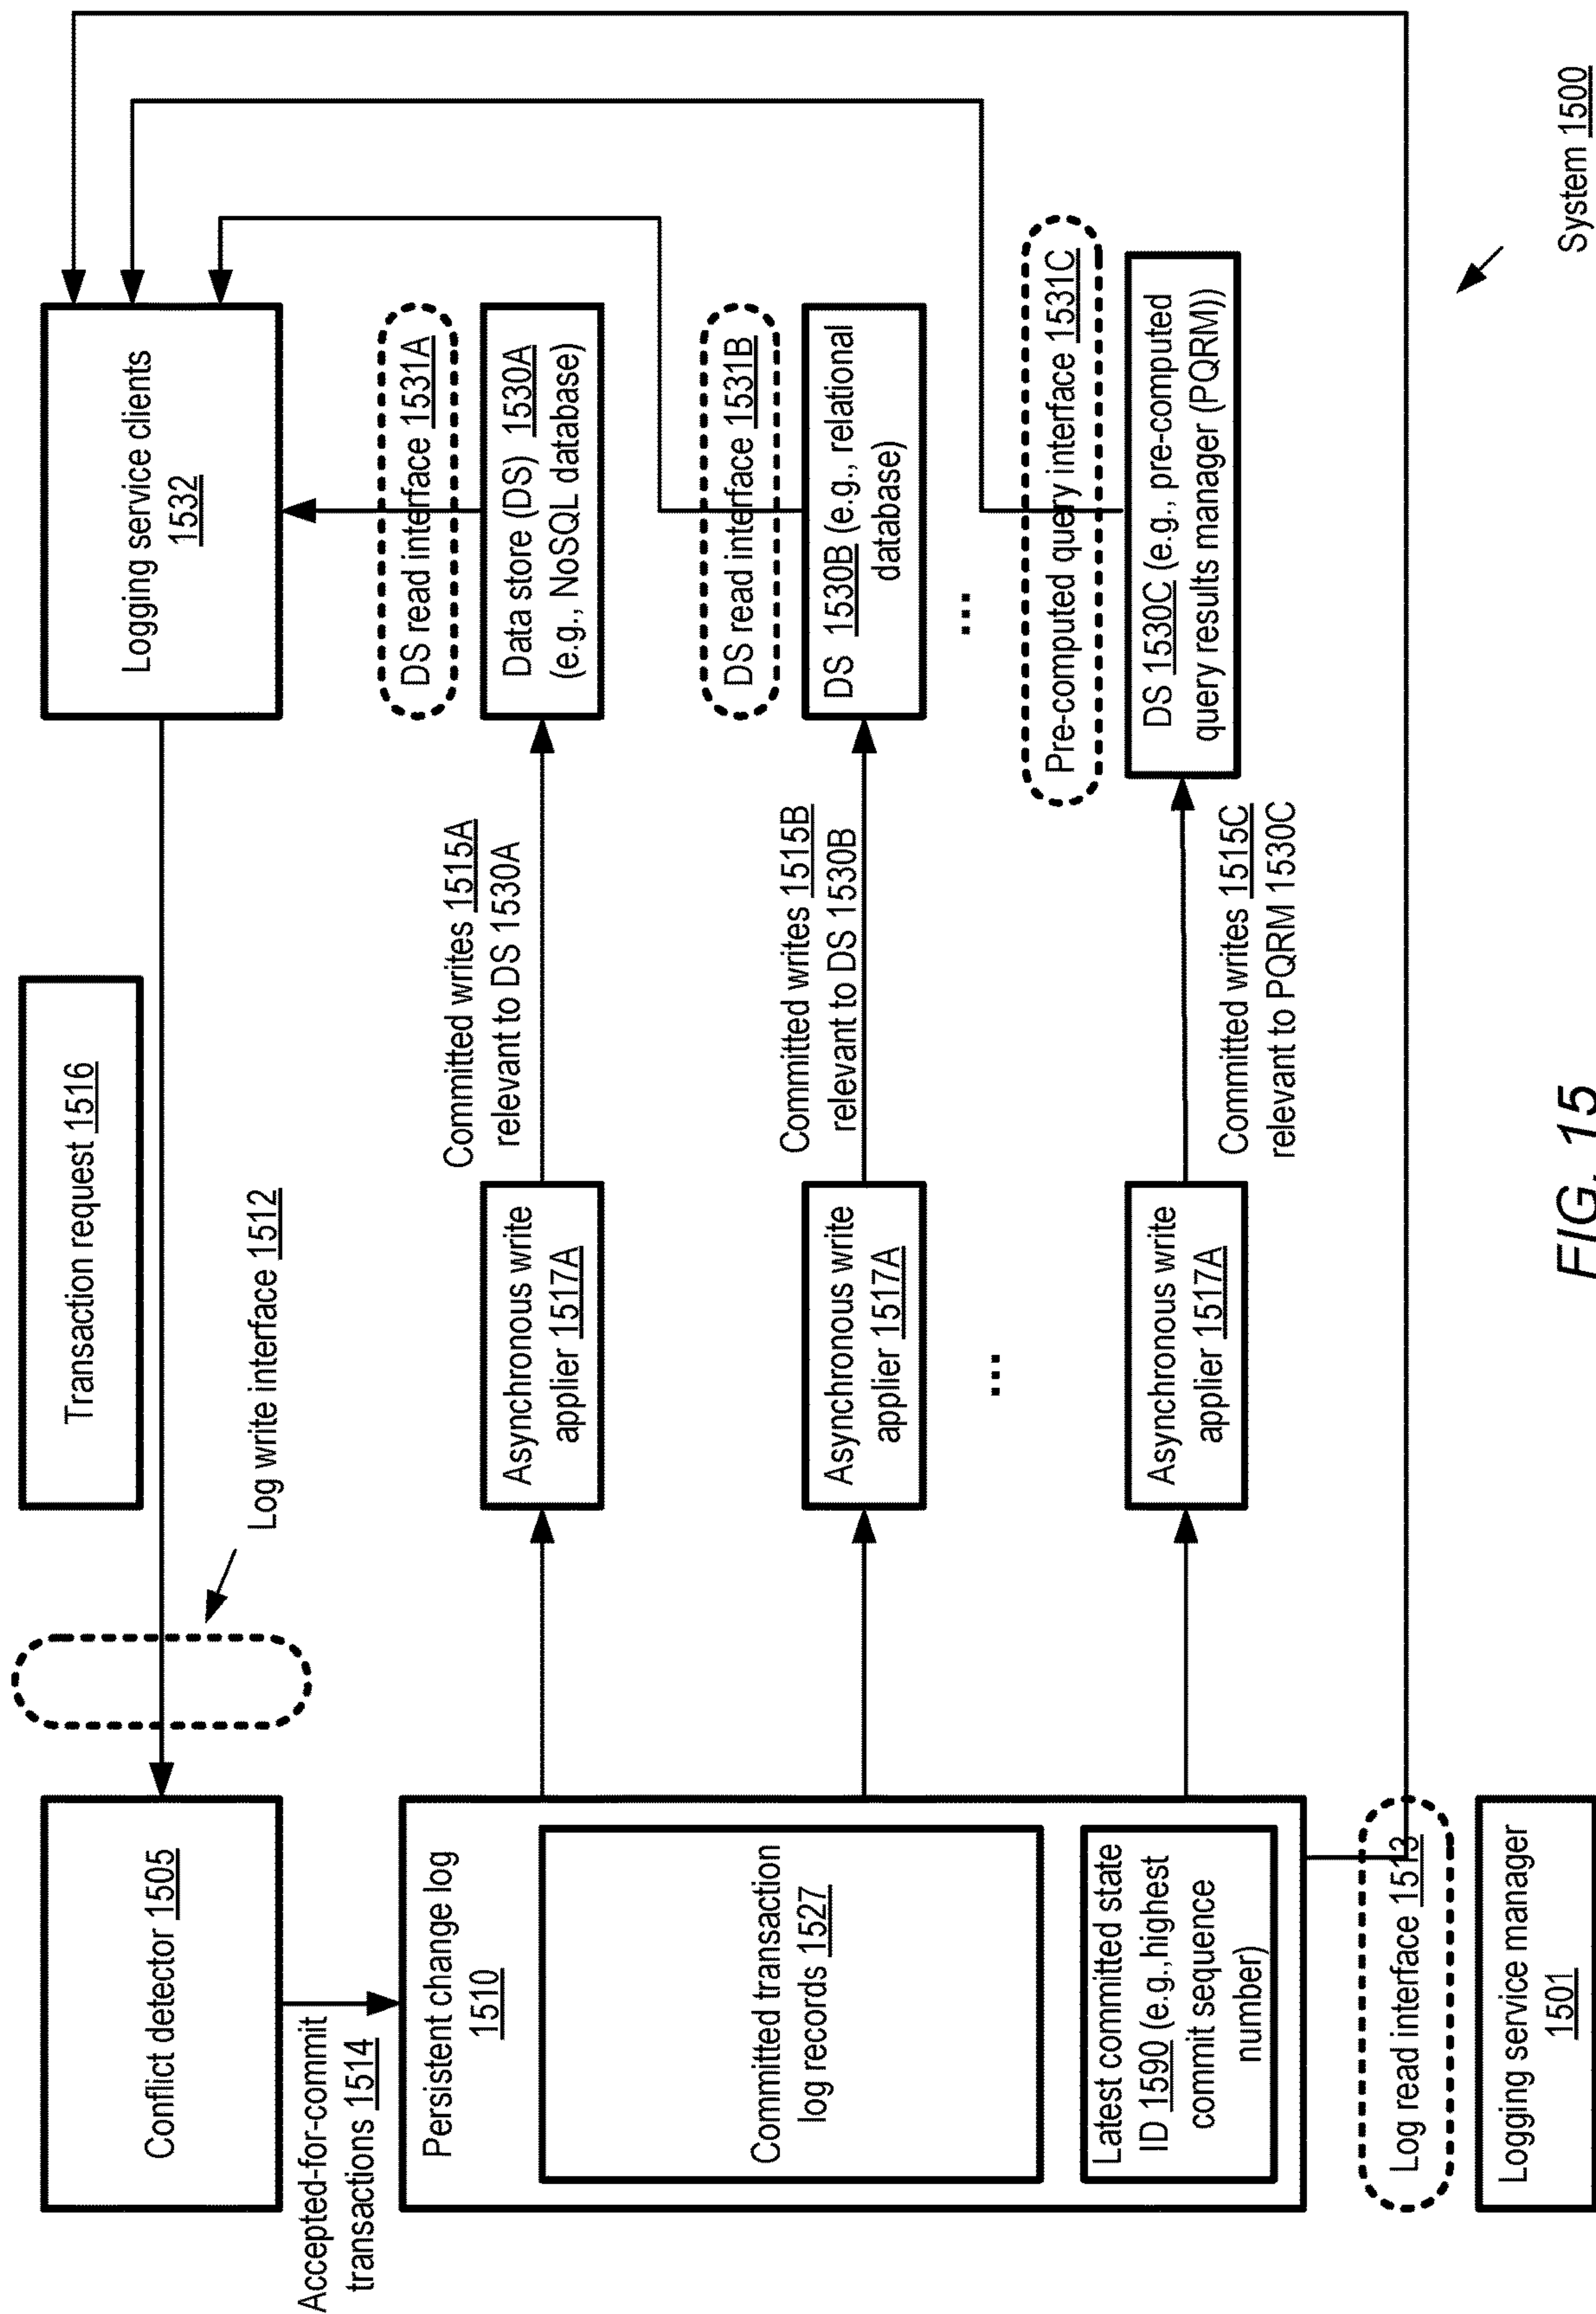 Conflict detector 1505
Log write interface 1512
Transaction request 1516
Logging service clients
1532
Accepted-for-commit
transactions 1514
Persistent change log
1510
Committed transaction
log records 1527
Latest committed state
ID 1590 (e.g.,highest
commit sequence
number)
Asynchronous write
applier 1517A
Committed writes 1515A
relevant to DS 1530A
DS read interface 1531A
Data store (DS) 1530A
(e.g., NoSQL database)
Asynchronous write
applier 1517A
Committed writes 1515B
relevant to DS 1530B
DS read interface 1531B
DS 1530B (e.g., relational
database)
...
...
Asynchronous write
applier 1517A
Committed writes 1515C
relevant to PQRM 1530C
Pre-computed query interface 1531C
DS 1530C (e.g., pre-computed
query results manager (PQRM))
Log read interface 1513
Logging service manager
1501
System 1500
FIG. 15